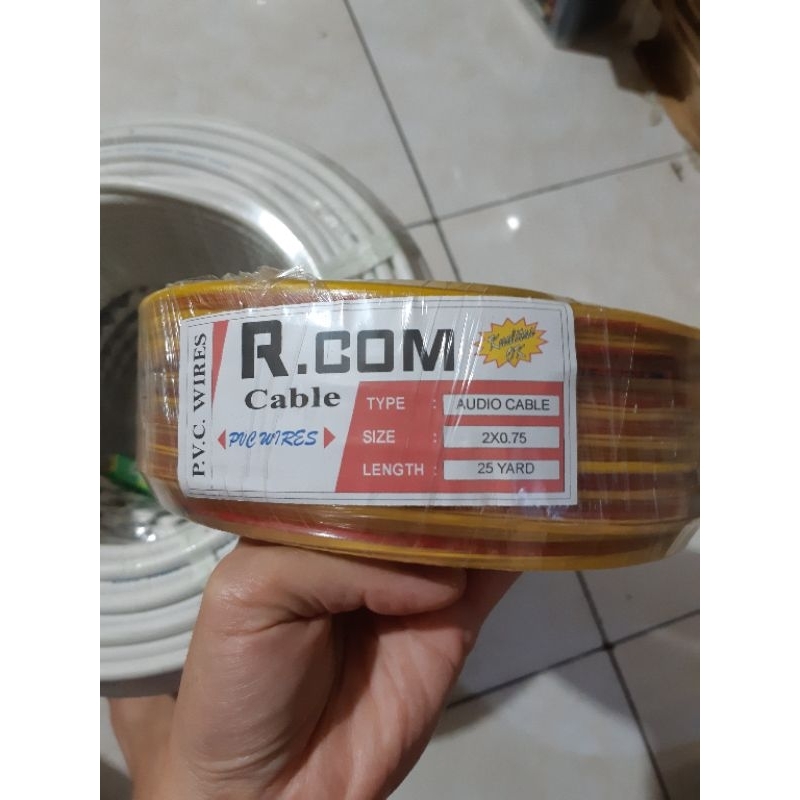 P.V.C. WIRES
R.COM
Cable
PVC WIRES
TYPE : AUDIO CABLE
SIZE : 2X0.75
LENGTH : 25 YARD